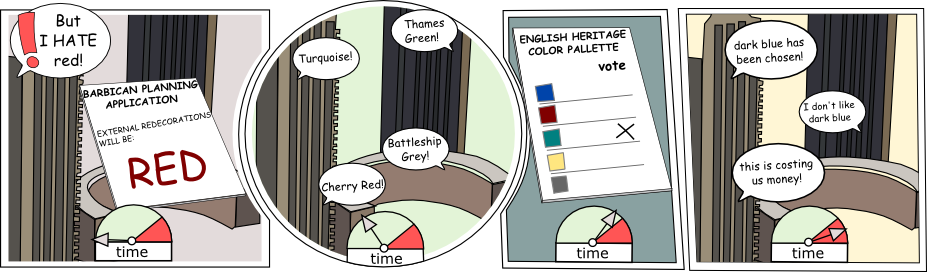 But
I HATE
red!
BARBICAN PLANNING
APPLICATION
EXTERNAL REDECORATIONS
WILL BE:
RED
time
Thames
Green!
Turquoise!
Battleship
Grey!
Cherry Red!
time
ENGLISH HERITAGE
COLOR PALLETTE
vote
time
dark blue has
been chosen!
I don't like
dark blue
this is costing
us money!
time